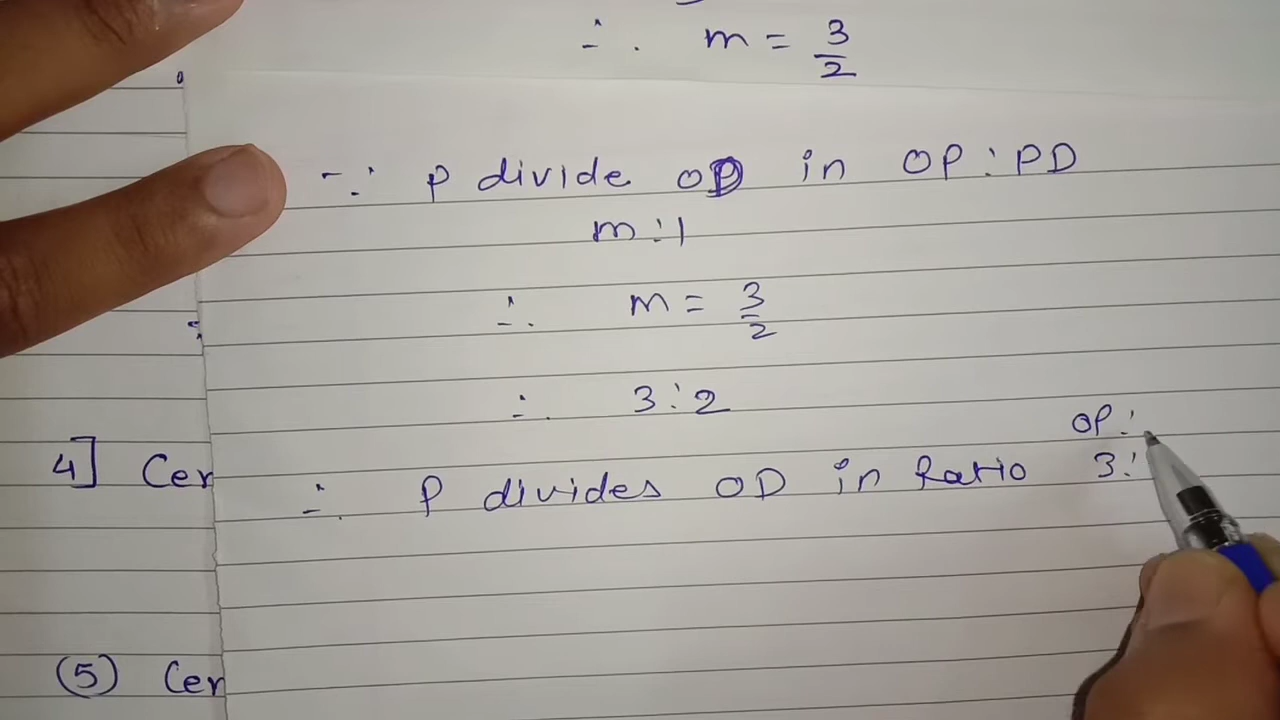 ∴ m = 3/2
∵ P divide OD in OP : PD
m : 1
∴ m = 3/2
∴ 3 : 2
OP :
4] Cer
∴ P divides OD in Ratio 3 :
(5) Cer